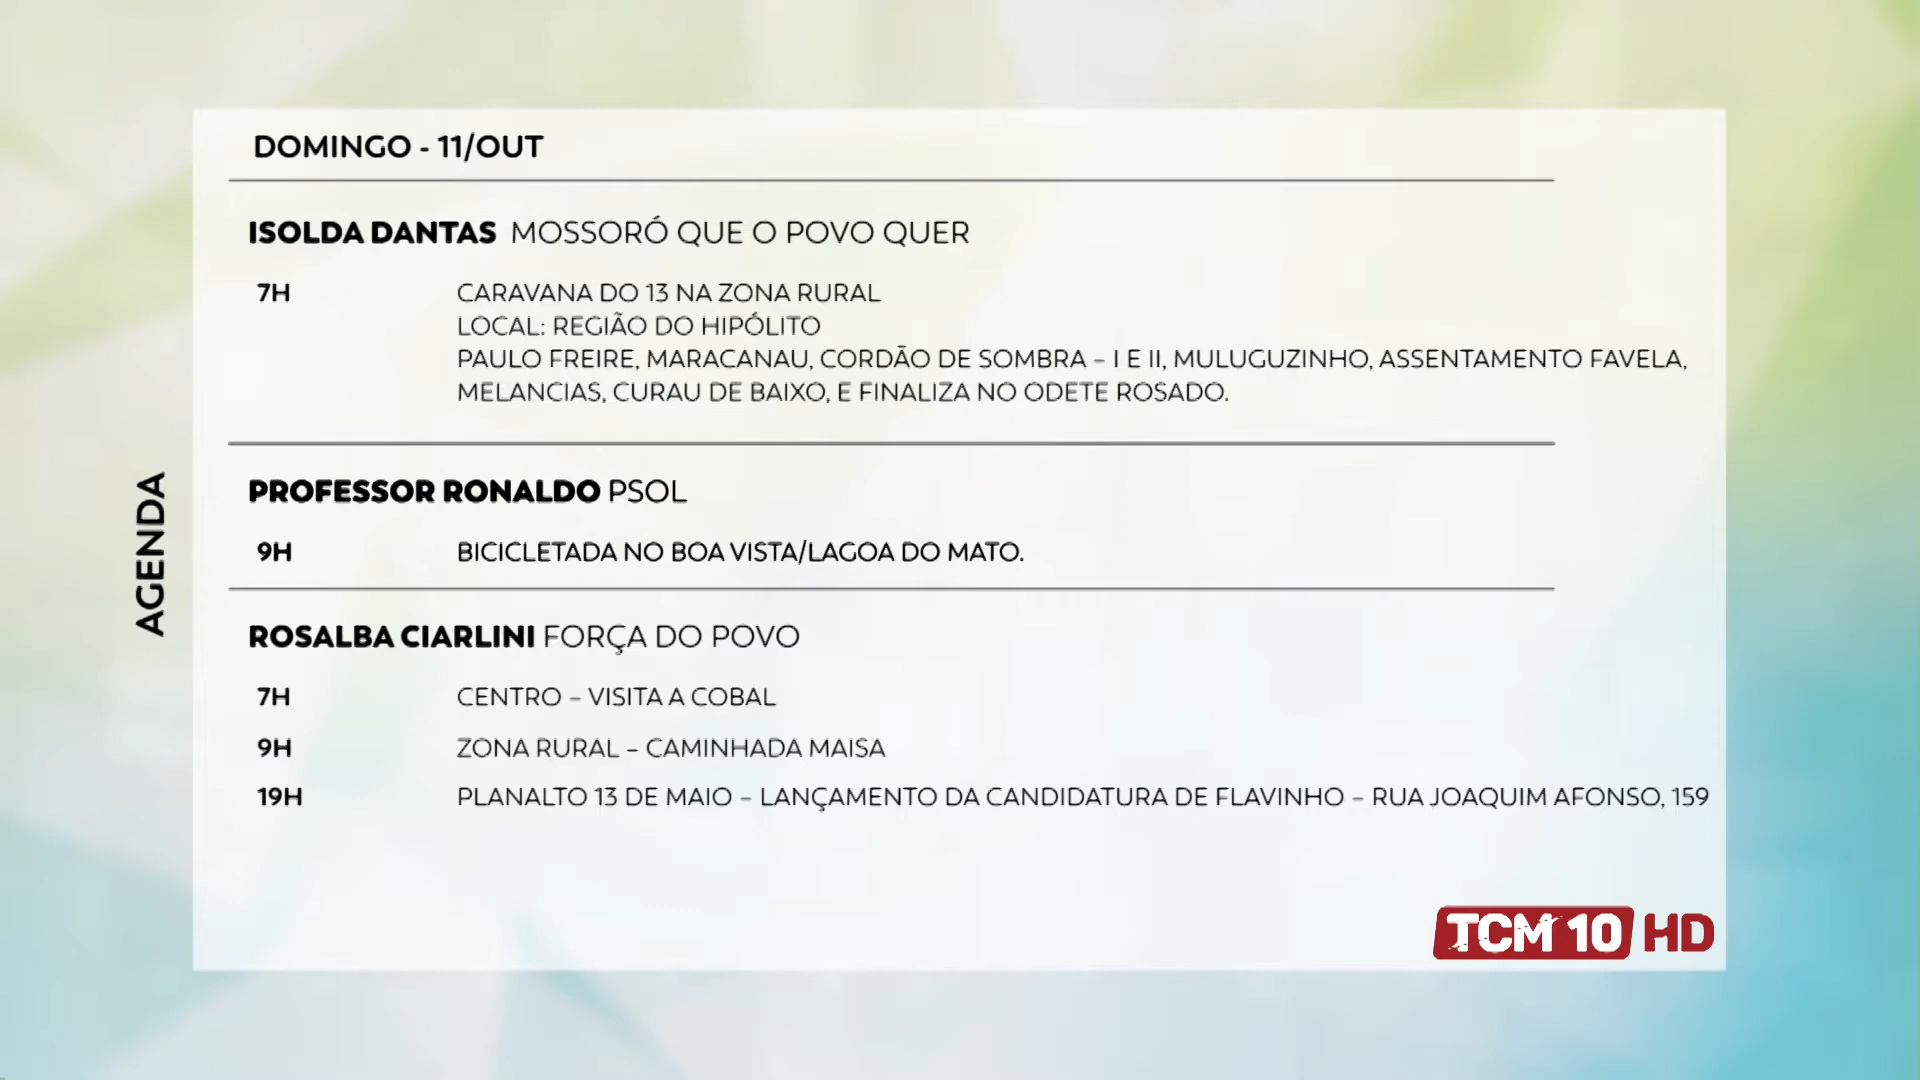 DOMINGO - 11/OUT
ISOLDA DANTAS MOSSORÓ QUE O POVO QUER
7H CARAVANA DO 13 NA ZONA RURAL
LOCAL: REGIÃO DO HIPÓLITO
PAULO FREIRE, MARACANAU, CORDÃO DE SOMBRA – I E II, MULUGUZINHO, ASSENTAMENTO FAVELA,
MELANCIAS, CURAU DE BAIXO, E FINALIZA NO ODETE ROSADO.
AGENDA
PROFESSOR RONALDO PSOL
9H BICICLETADA NO BOA VISTA/LAGOA DO MATO.
ROSALBA CIARLINI FORÇA DO POVO
7H CENTRO – VISITA A COBAL
9H ZONA RURAL – CAMINHADA MAISA
19H PLANALTO 13 DE MAIO – LANÇAMENTO DA CANDIDATURA DE FLAVINHO – RUA JOAQUIM AFONSO, 159
TCM 10 HD